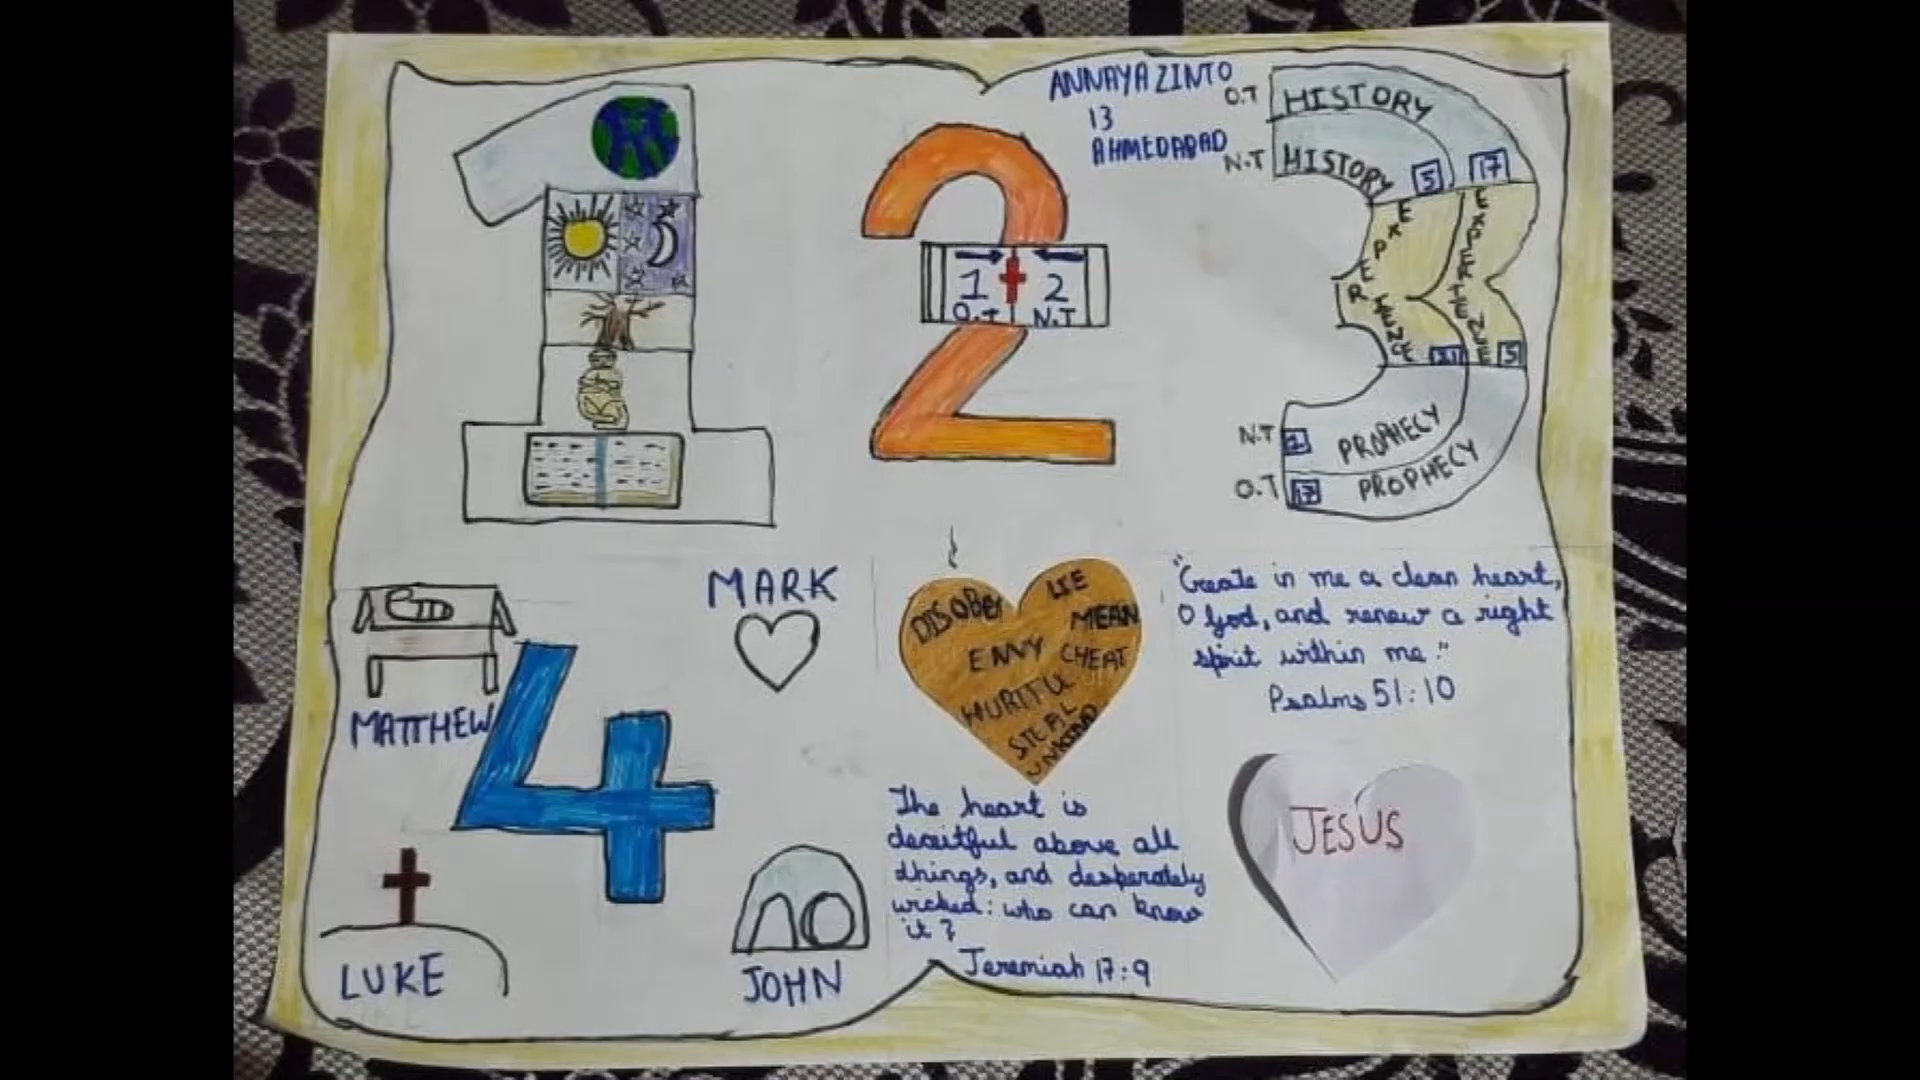 ANNAYA ZINTO
13
AHMEDABAD
O.T HISTORY 17
N.T HISTORY 5
EXPERIENCE 21
EXPERIENCE 5
N.T 1 PROPHECY
O.T 17 PROPHECY
1 2
O.T N.T
MATTHEW
MARK
LUKE
JOHN
4
DISOBEY
LIE
MEAN
ENVY CHEAT
HURTFUL
STEAL
UNKIND
The heart is
deceitful above all
things, and desperately
wicked: who can know
it?
Jeremiah 17:9
"Create in me a clean heart,
O God, and renew a right
spirit within me."
Psalms 51:10
JESUS